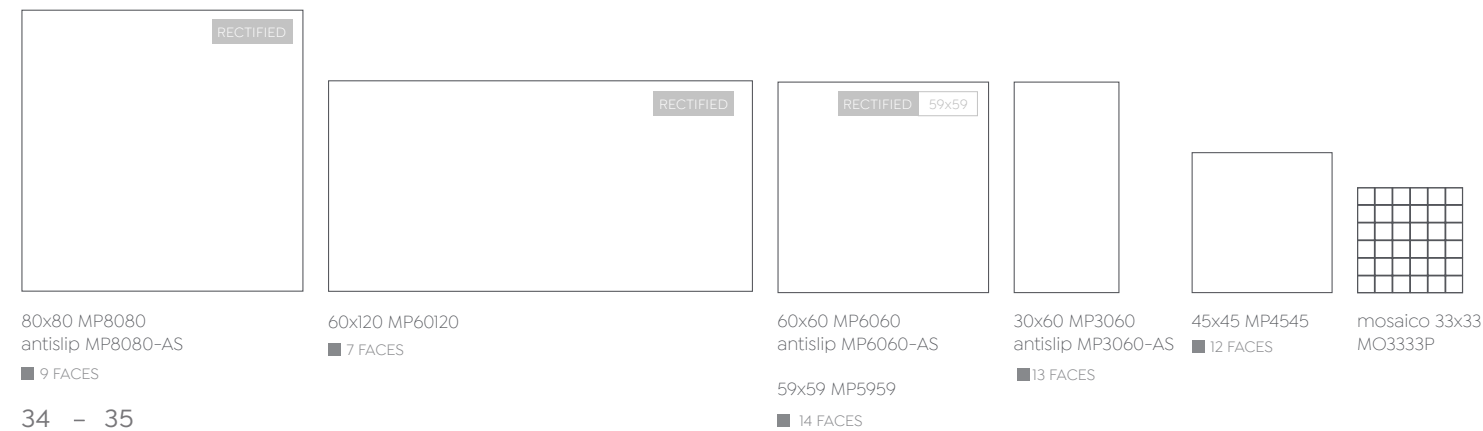 RECTIFIED
80x80 MP8080
antislip MP8080-AS
9 FACES
RECTIFIED
60x120 MP60120
7 FACES
RECTIFIED 59x59
60x60 MP6060
antislip MP6060-AS
59x59 MP5959
14 FACES
30x60 MP3060
antislip MP3060-AS
13 FACES
45x45 MP4545
12 FACES
mosaico 33x33
MO3333P
34 - 35